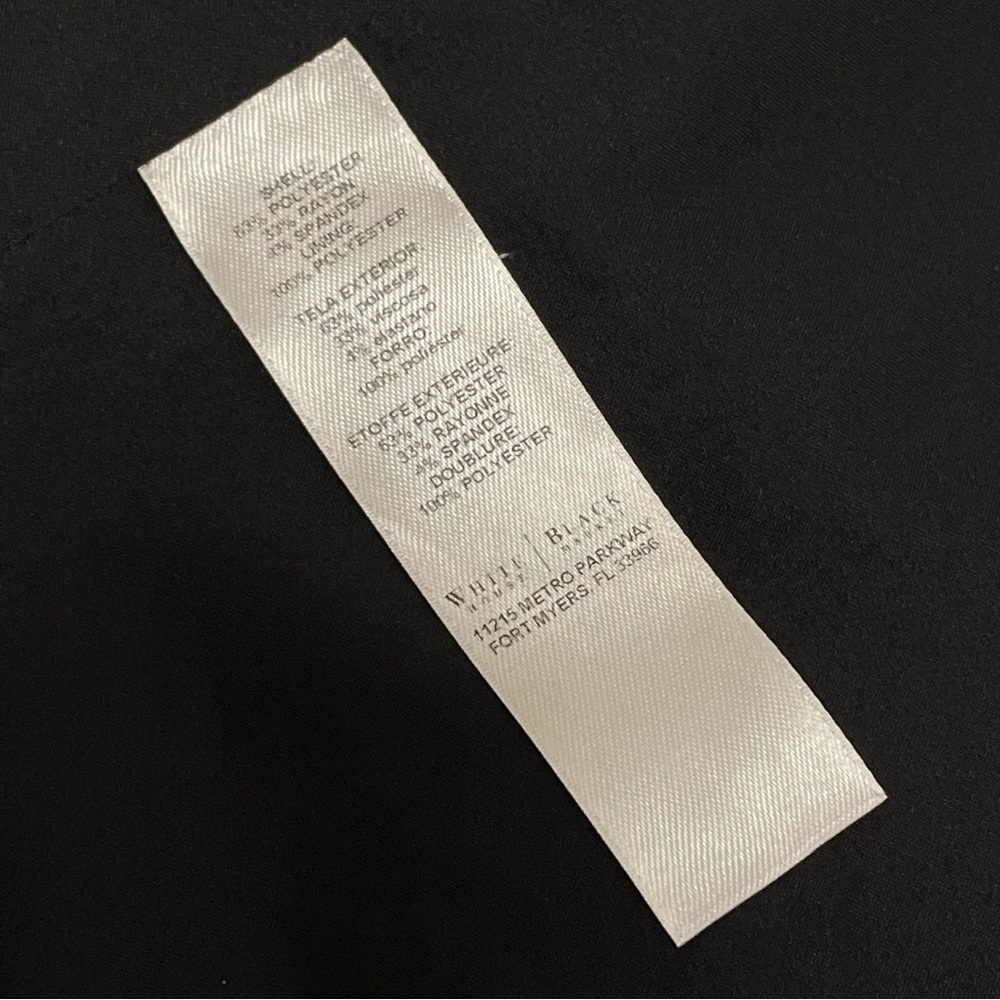 SHELL:
63% POLYESTER
33% RAYON
4% SPANDEX
LINING:
100% POLYESTER
TELA EXTERIOR:
63% poliéster
33% viscosa
4% elastano
FORRO:
100% poliéster
ETOFFE EXTERIEURE:
63% POLYESTER
33% RAYONNE
4% SPANDEX
DOUBLURE:
100% POLYESTER
WHITE HOUSE | BLACK MARKET
11215 METRO PARKWAY
FORT MYERS, FL 33966